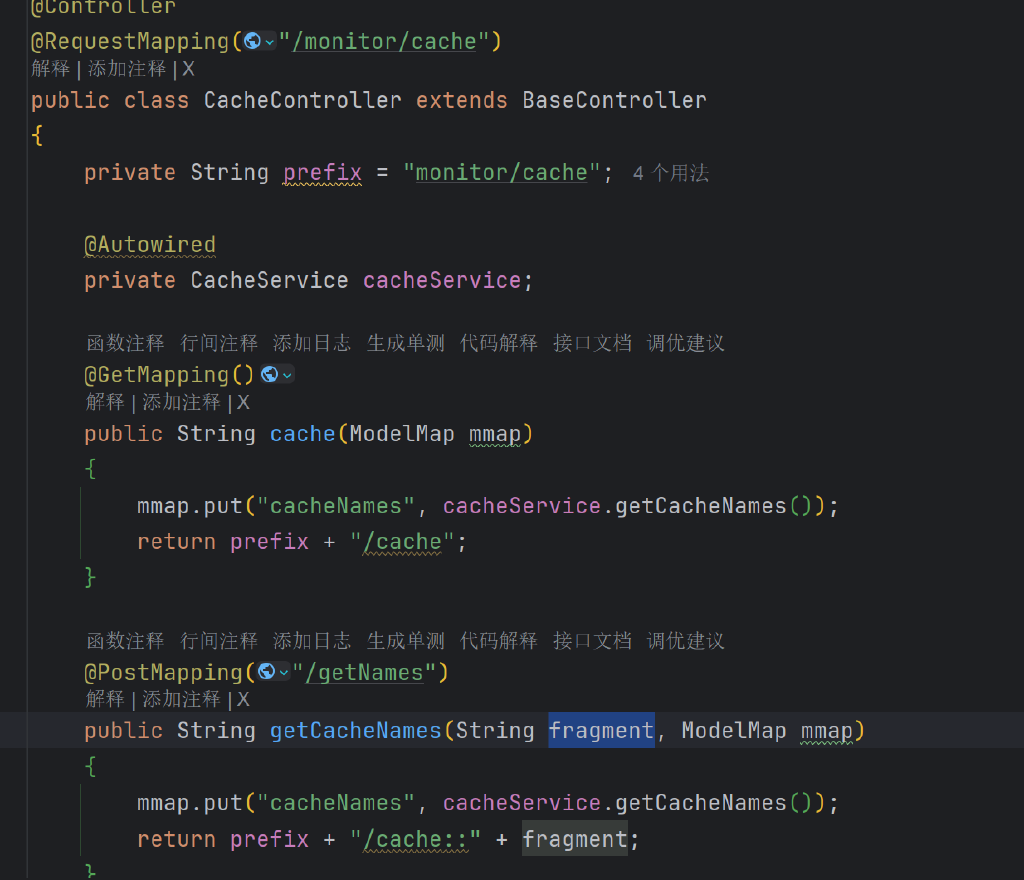 @Controller
@RequestMapping("/monitor/cache")
解释 | 添加注释 | X
public class CacheController extends BaseController
{
private String prefix = "monitor/cache"; 4 个用法
@Autowired
private CacheService cacheService;
函数注释 行间注释 添加日志 生成单测 代码解释 接口文档 调优建议
@GetMapping()
解释 | 添加注释 | X
public String cache(ModelMap mmap)
{
mmap.put("cacheNames", cacheService.getCacheNames());
return prefix + "/cache";
}
函数注释 行间注释 添加日志 生成单测 代码解释 接口文档 调优建议
@PostMapping("/getNames")
解释 | 添加注释 | X
public String getCacheNames(String fragment, ModelMap mmap)
{
mmap.put("cacheNames", cacheService.getCacheNames());
return prefix + "/cache::" + fragment;
}